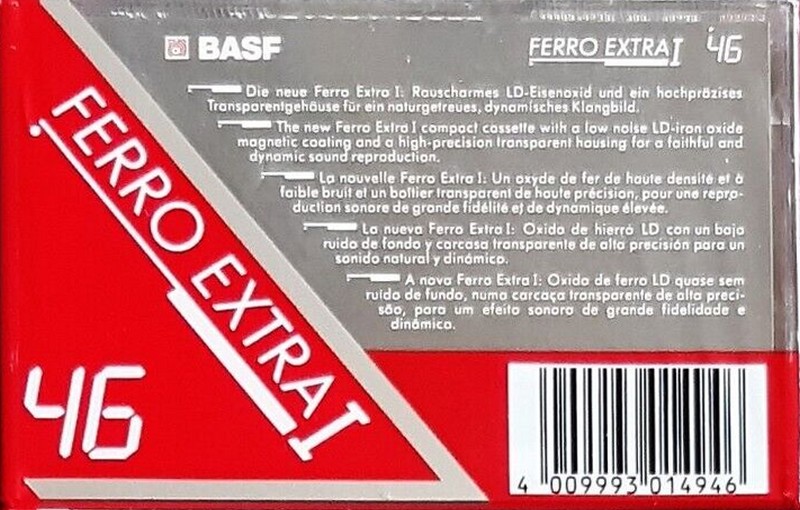 BASF
FERRO EXTRA I 46
Die neue Ferro Extra I: Rauscharmes LD-Eisenoxid und ein hochpräzises
Transparentgehäuse für ein naturgetreues, dynamisches Klangbild.
The new Ferro Extra I compact cassette with a low noise LD-iron oxide
magnetic coating and a high-precision transparent housing for a faithful and
dynamic sound reproduction.
La nouvelle Ferro Extra I: Un oxyde de fer de haute densité et à
faible bruit et un boîtier transparent de haute précision, pour une repro-
duction sonore de grande fidélité et de dynamique élevée.
La nueva Ferro Extra I: Oxido de hierro LD con un bajo
ruido de fondo y carcasa transparente de alta precisión para un
sonido natural y dinámico.
A nova Ferro Extra I: Oxido de ferro LD quase sem
ruído de fundo, numa carcaça transparente de alta preci-
são, para um efeito sonoro de grande fidelidade e
dinâmico.
FERRO EXTRA I
46
4 009993 014946